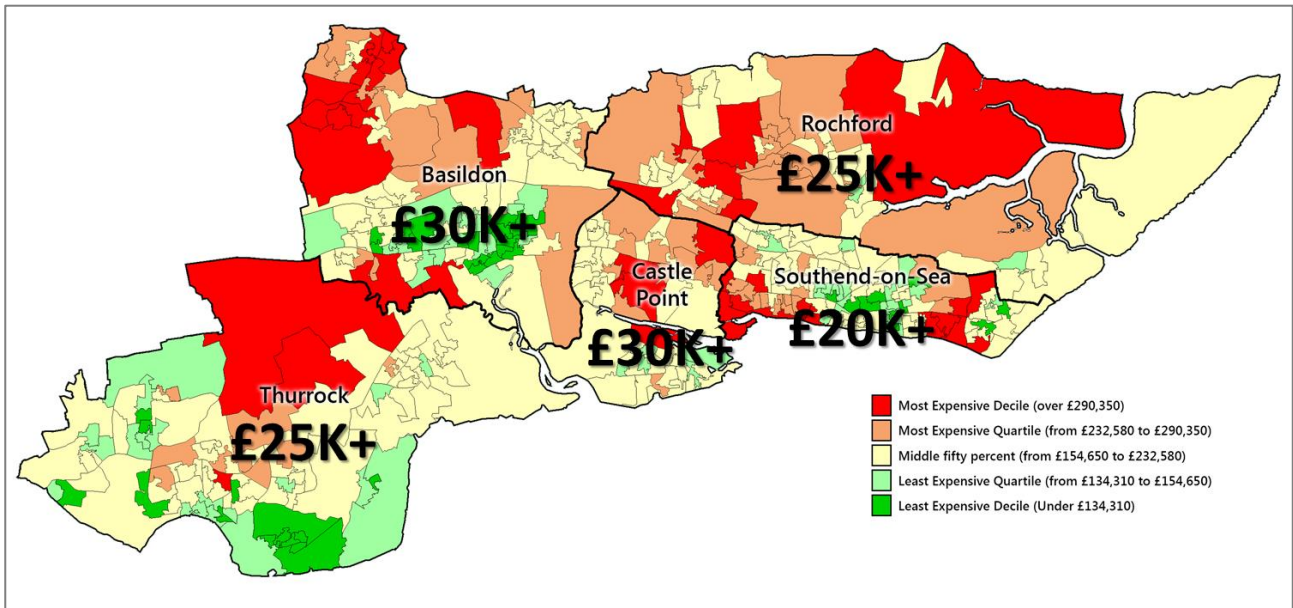 Rochford
£25K+
Basildon
£30K+
Castle
Point
£30K+
Southend-on-Sea
£20K+
Thurrock
£25K+
Most Expensive Decile (over £290,350)
Most Expensive Quartile (from £232,580 to £290,350)
Middle fifty percent (from £154,650 to £232,580)
Least Expensive Quartile (from £134,310 to £154,650)
Least Expensive Decile (Under £134,310)